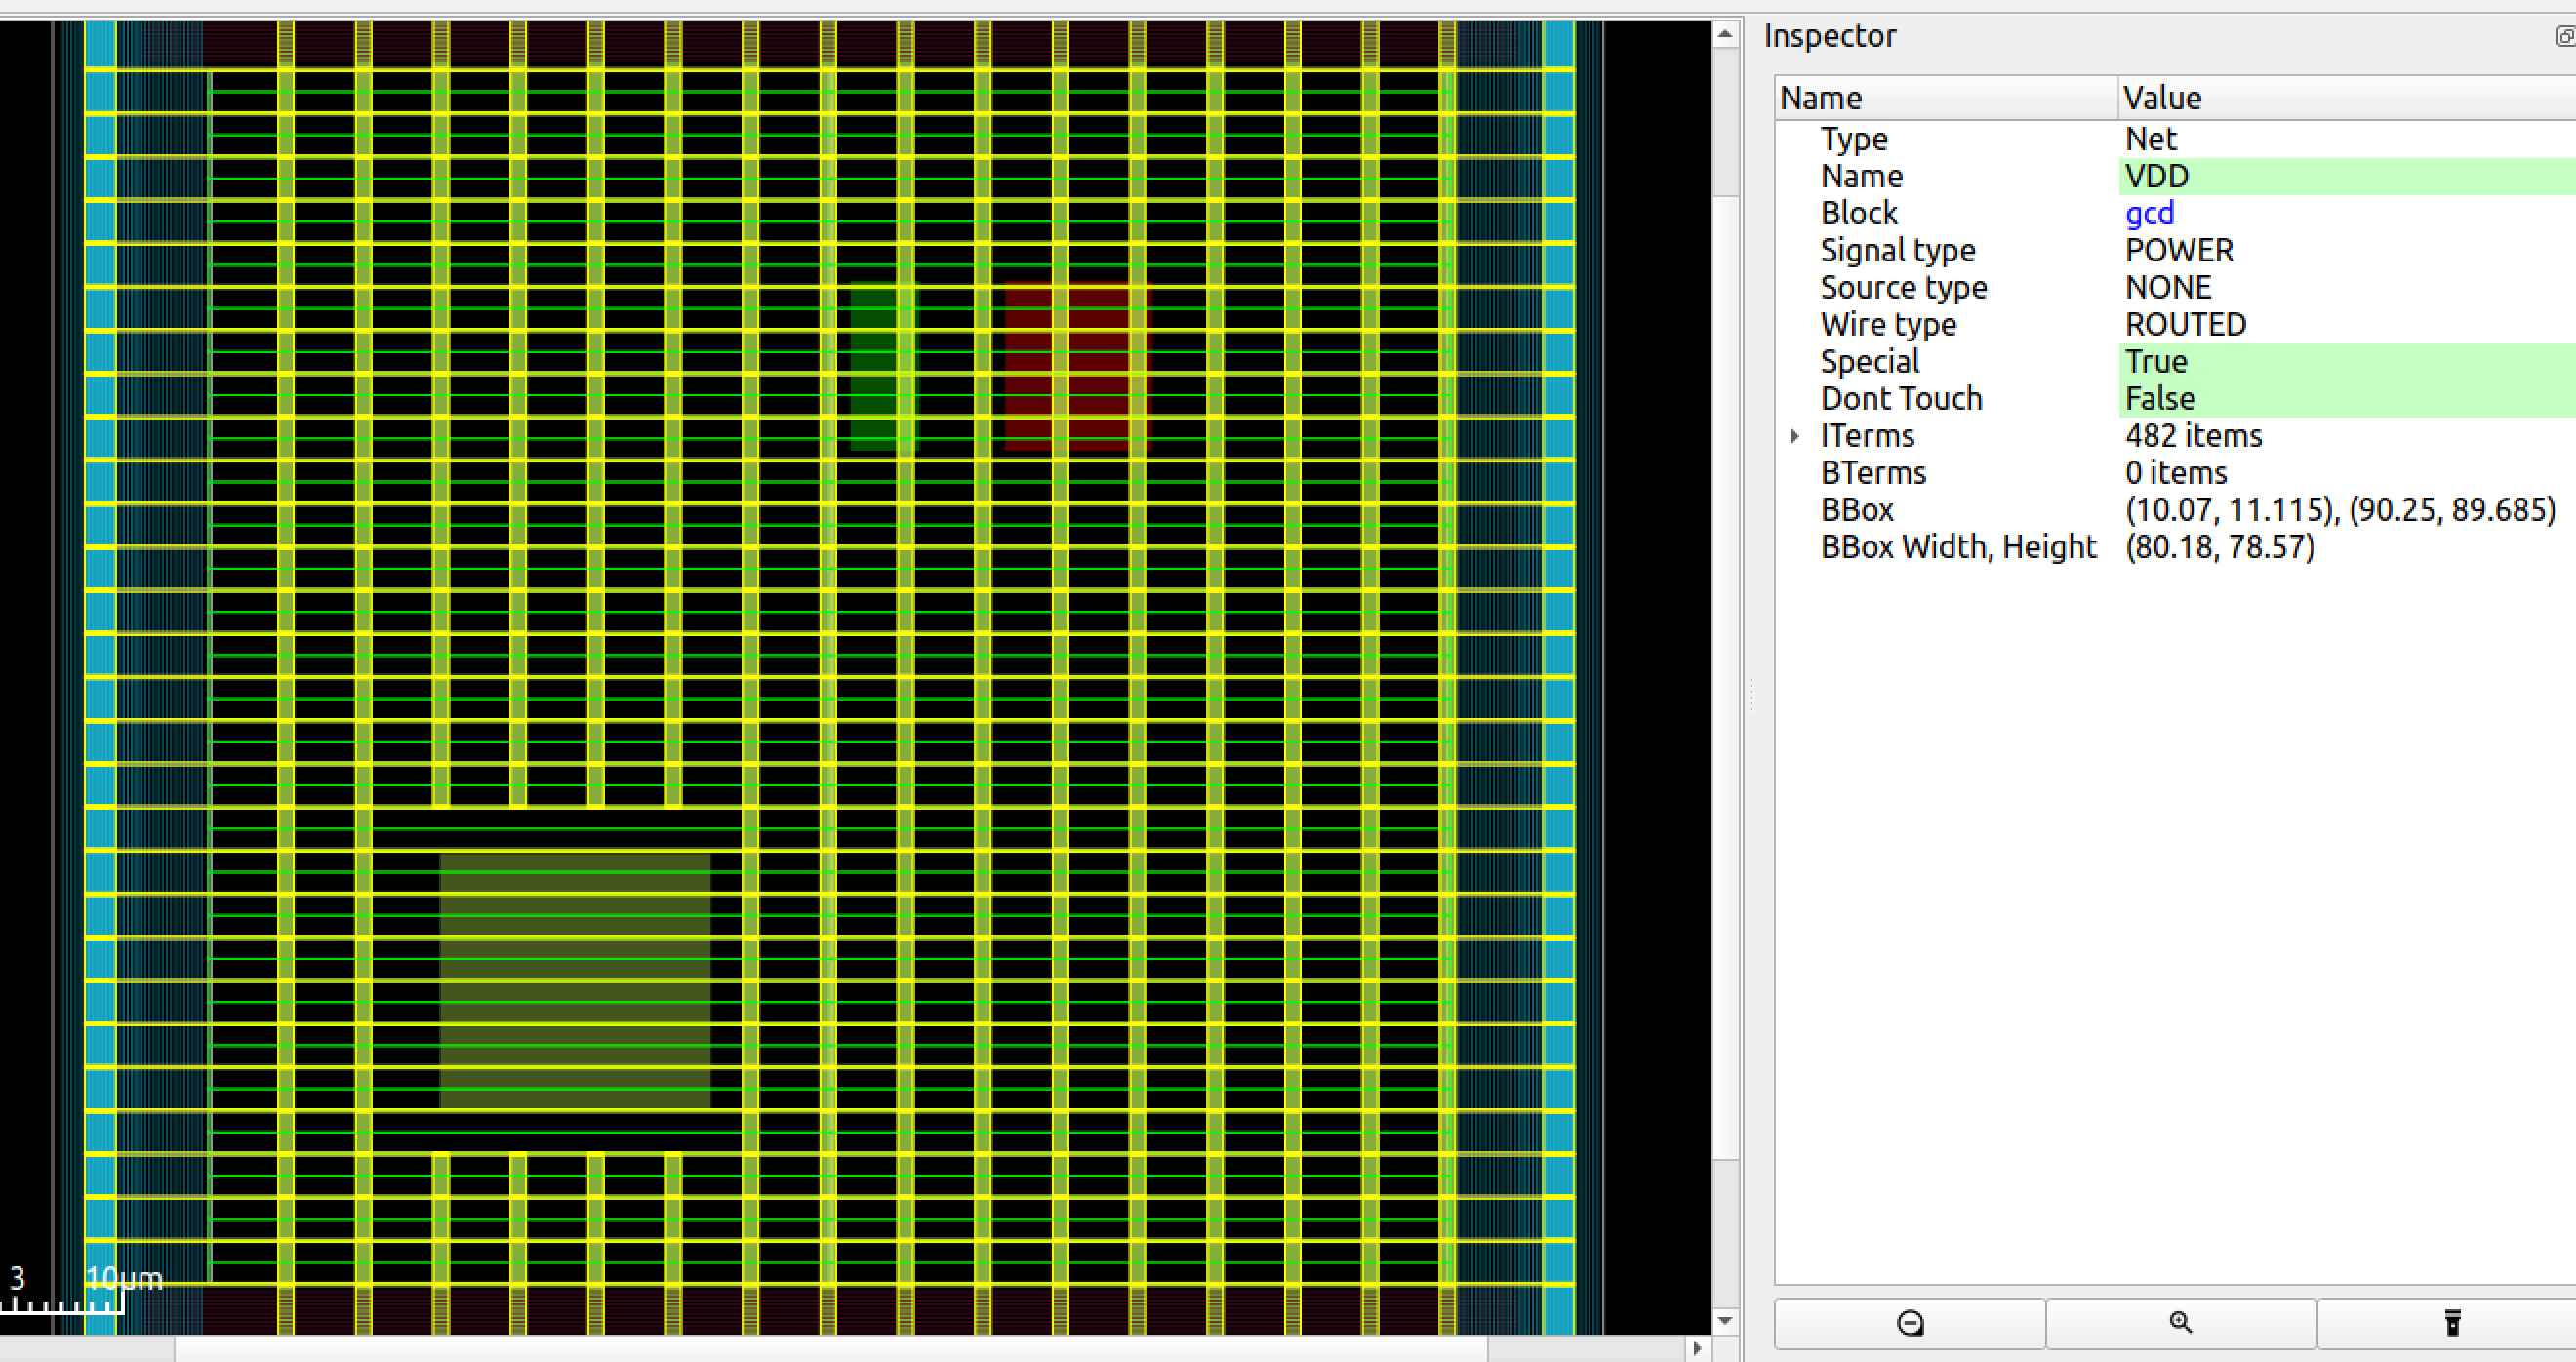 Inspector
Name Value
Type Net
Name VDD
Block gcd
Signal type POWER
Source type NONE
Wire type ROUTED
Special True
Dont Touch False
ITerms 482 items
BTerms 0 items
BBox (10.07, 11.115), (90.25, 89.685)
BBox Width, Height (80.18, 78.57)
3 10μm